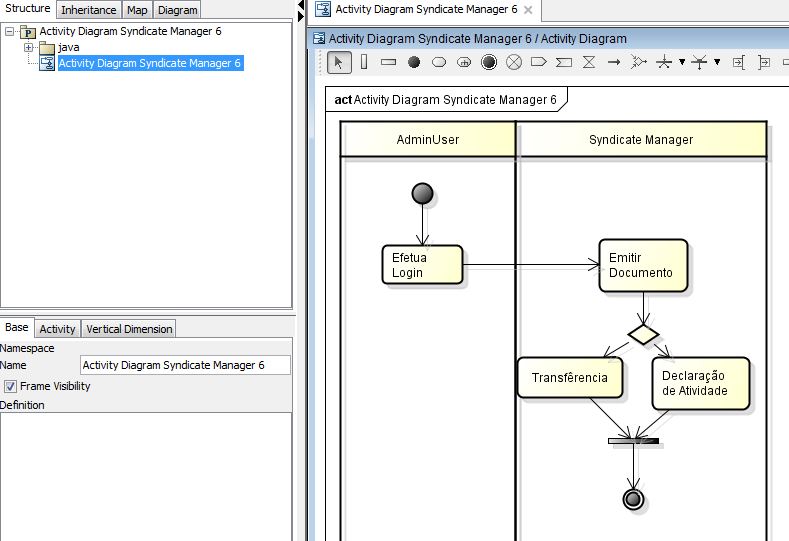 Structure Inheritance Map Diagram
Activity Diagram Syndicate Manager 6
java
Activity Diagram Syndicate Manager 6
Base Activity Vertical Dimension
Namespace
Name Activity Diagram Syndicate Manager 6
Frame Visibility
Definition
Activity Diagram Syndicate Manager 6
Activity Diagram Syndicate Manager 6 / Activity Diagram
act Activity Diagram Syndicate Manager 6
AdminUser
Syndicate Manager
Efetua
Login
Emitir
Documento
Transfêrencia
Declaração
de Atividade